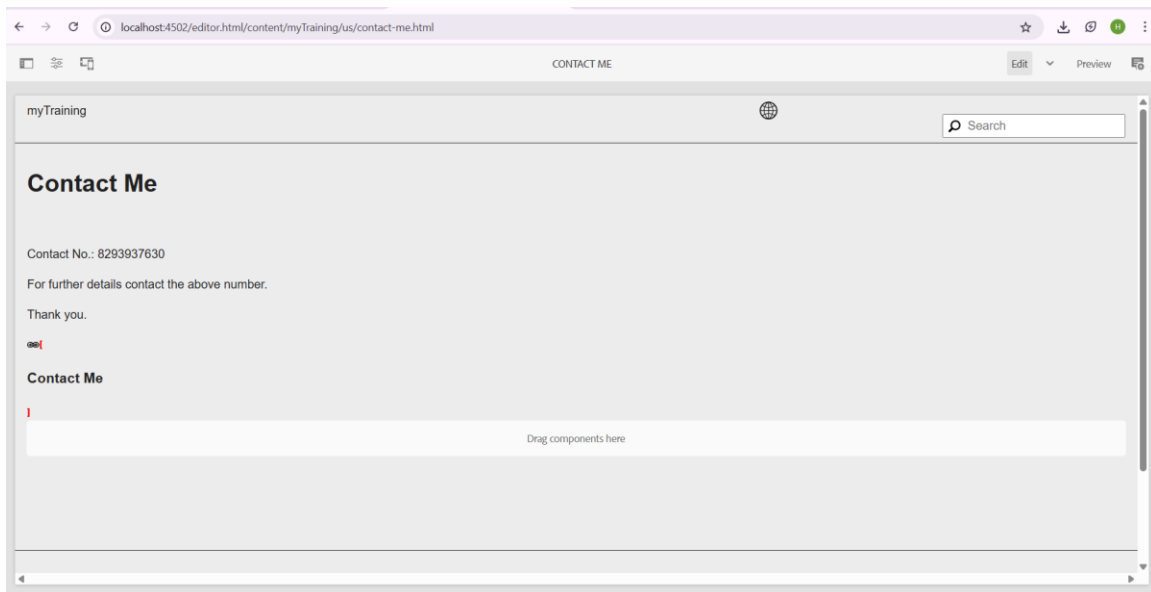 localhost:4502/editor.html/content/myTraining/us/contact-me.html
H
CONTACT ME
Edit
Preview
myTraining
Search
Contact Me
Contact No.: 8293937630
For further details contact the above number.
Thank you.
[
Contact Me
]
Drag components here